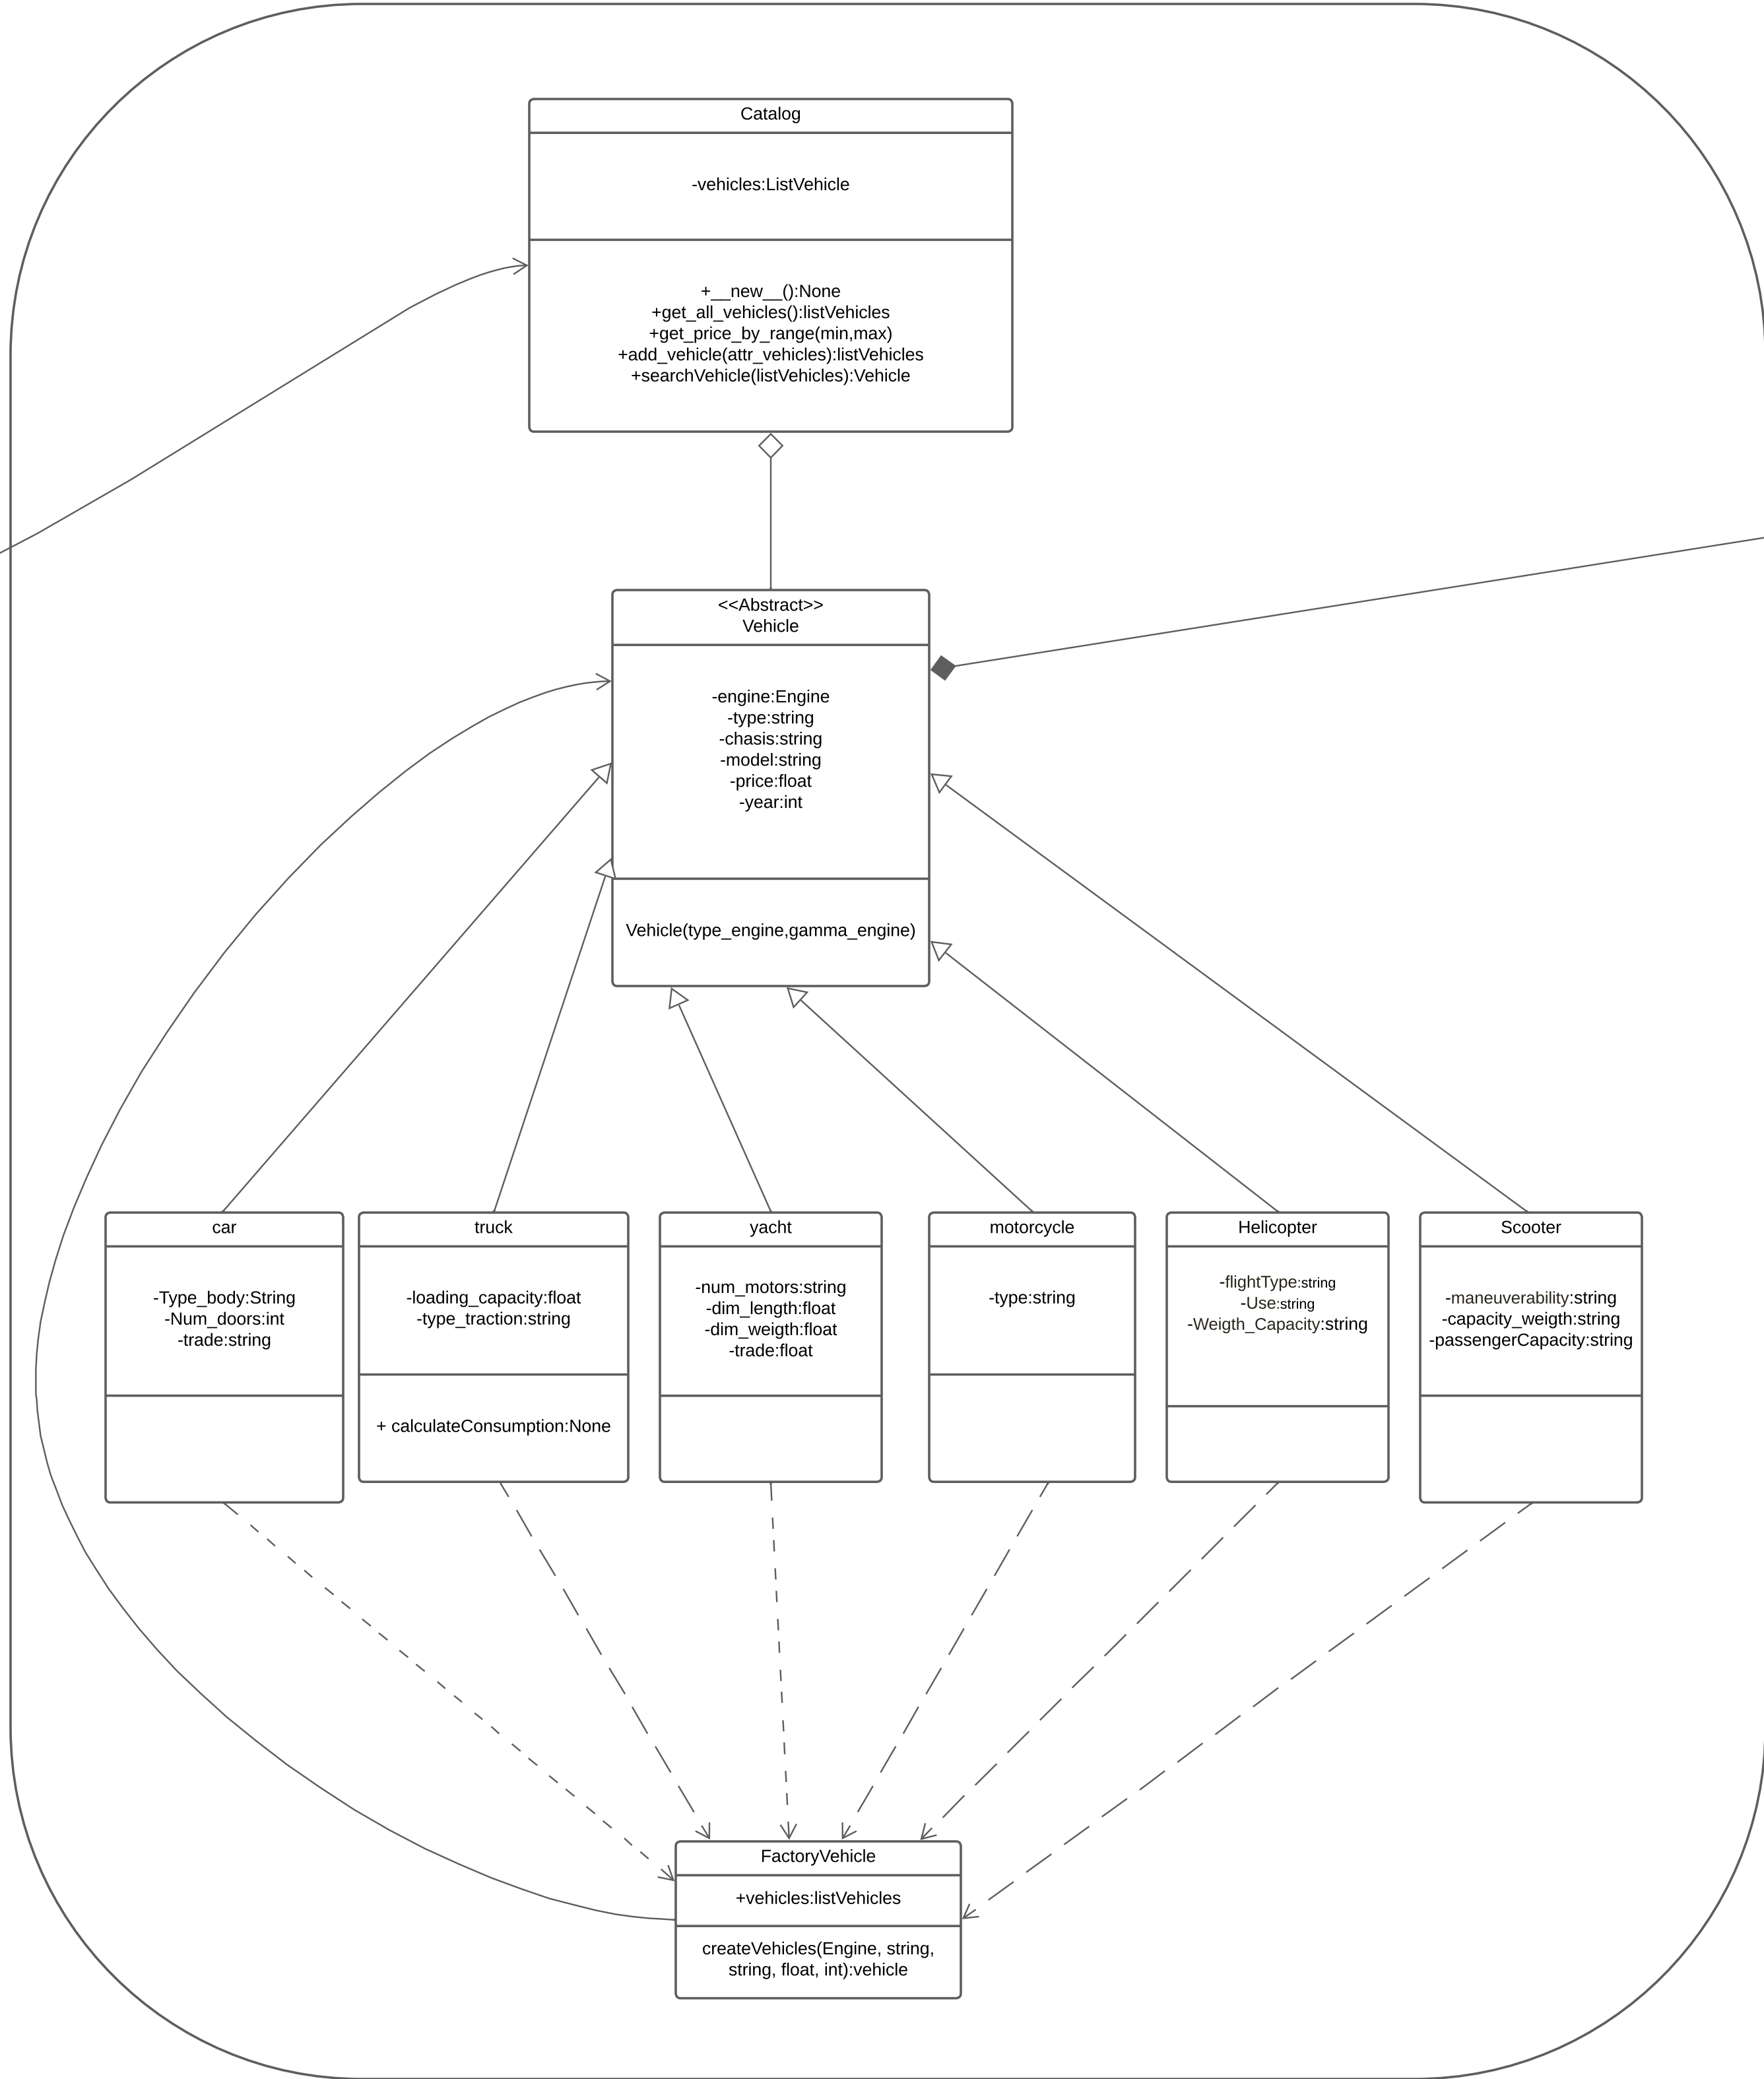 Catalog
-vehicles:ListVehicle
+__new__():None
+get_all_vehicles():listVehicles
+get_price_by_range(min,max)
+add_vehicle(attr_vehicles):listVehicles
+searchVehicle(listVehicles):Vehicle
<<Abstract>>
Vehicle
-engine:Engine
-type:string
-chasis:string
-model:string
-price:float
-year:int
Vehicle(type_engine,gamma_engine)
car
-Type_body:String
-Num_doors:int
-trade:string
truck
-loading_capacity:float
-type_traction:string
+ calculateConsumption:None
yacht
-num_motors:string
-dim_length:float
-dim_weigth:float
-trade:float
motorcycle
-type:string
Helicopter
-flightType:string
-Use:string
-Weigth_Capacity:string
Scooter
-maneuverability:string
-capacity_weigth:string
-passengerCapacity:string
FactoryVehicle
+vehicles:listVehicles
createVehicles(Engine, string,
string, float, int):vehicle